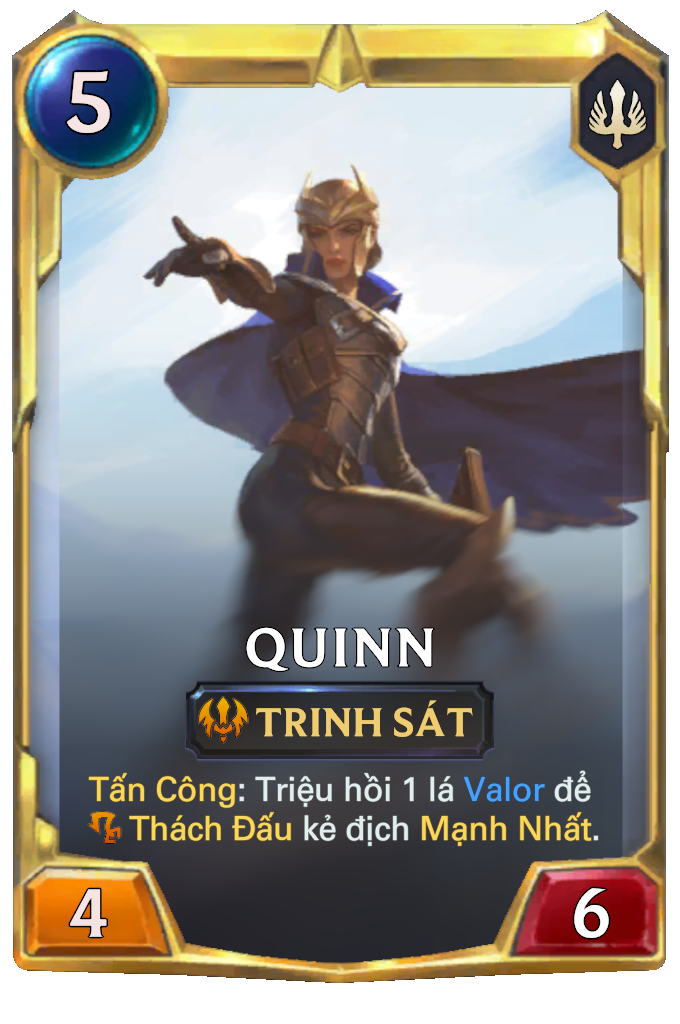 5
QUINN
TRINH SÁT
Tấn Công: Triệu hồi 1 lá Valor để
Thách Đấu kẻ địch Mạnh Nhất.
4
6